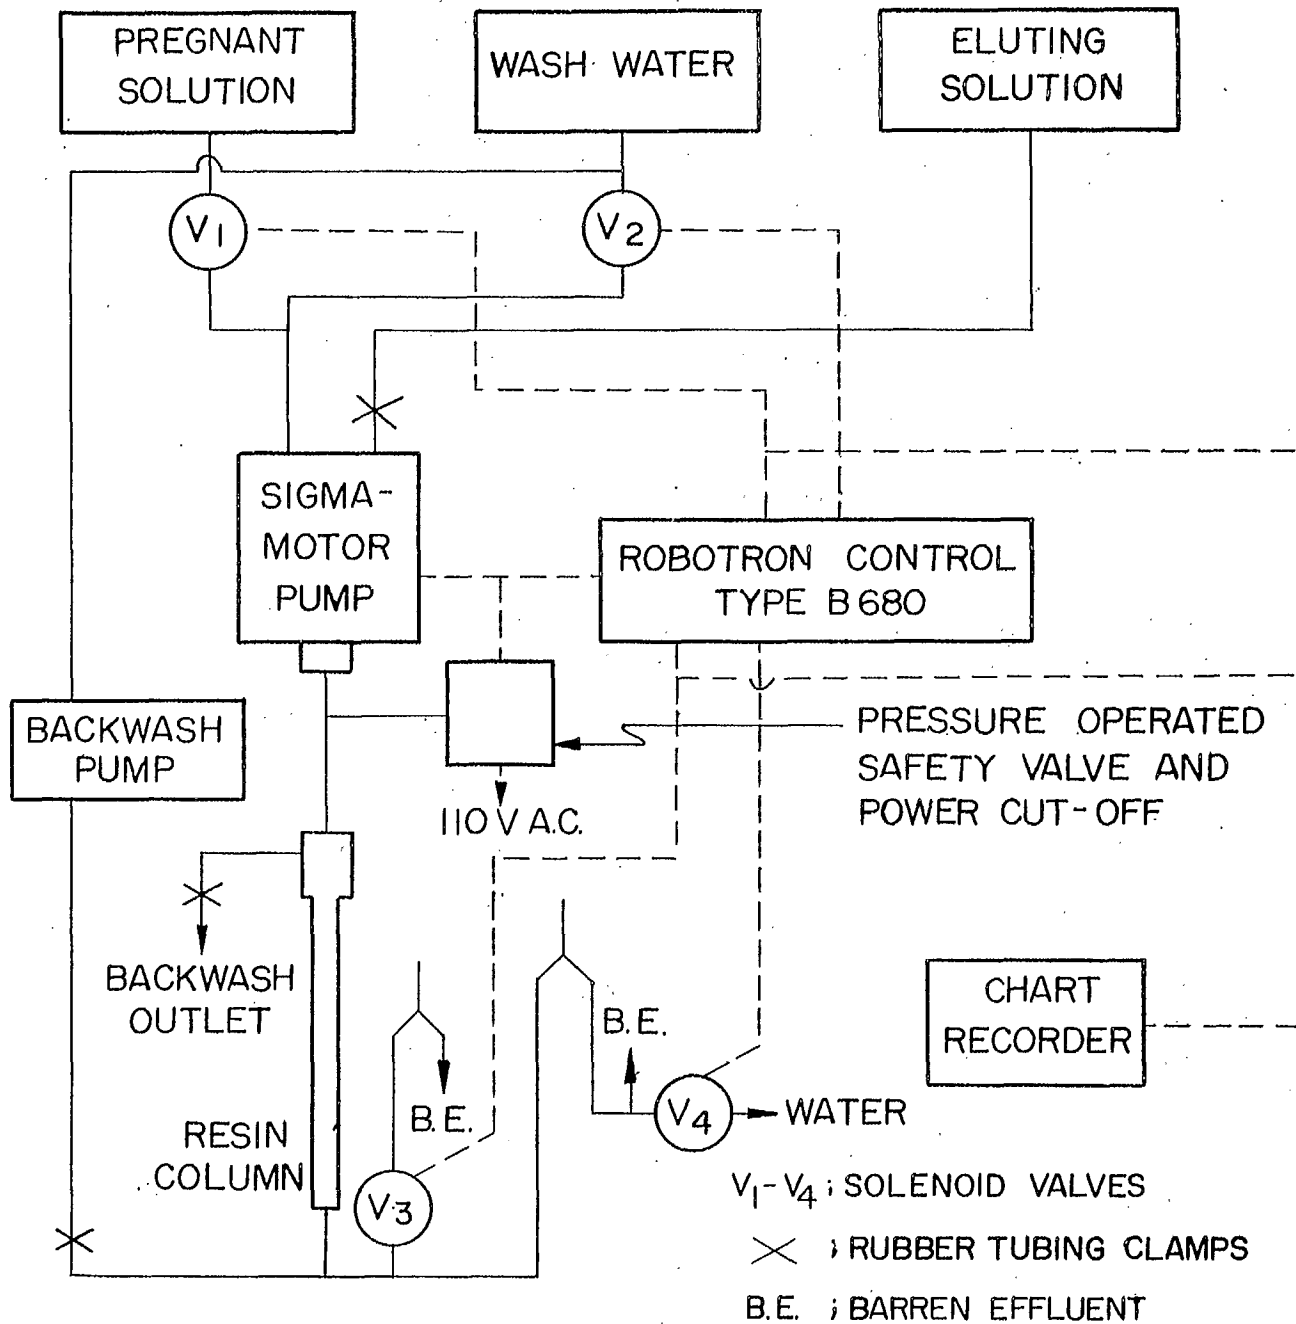 PREGNANT
SOLUTION
WASH WATER
ELUTING
SOLUTION
V1
V2
SIGMA-
MOTOR
PUMP
ROBOTRON CONTROL
TYPE B 680
BACKWASH
PUMP
PRESSURE OPERATED
SAFETY VALVE AND
POWER CUT-OFF
110 V A.C.
BACKWASH
OUTLET
CHART
RECORDER
B.E.
B.E.
V4
WATER
RESIN
COLUMN
V3
V1-V4 ; SOLENOID VALVES
; RUBBER TUBING CLAMPS
B.E. ; BARREN EFFLUENT